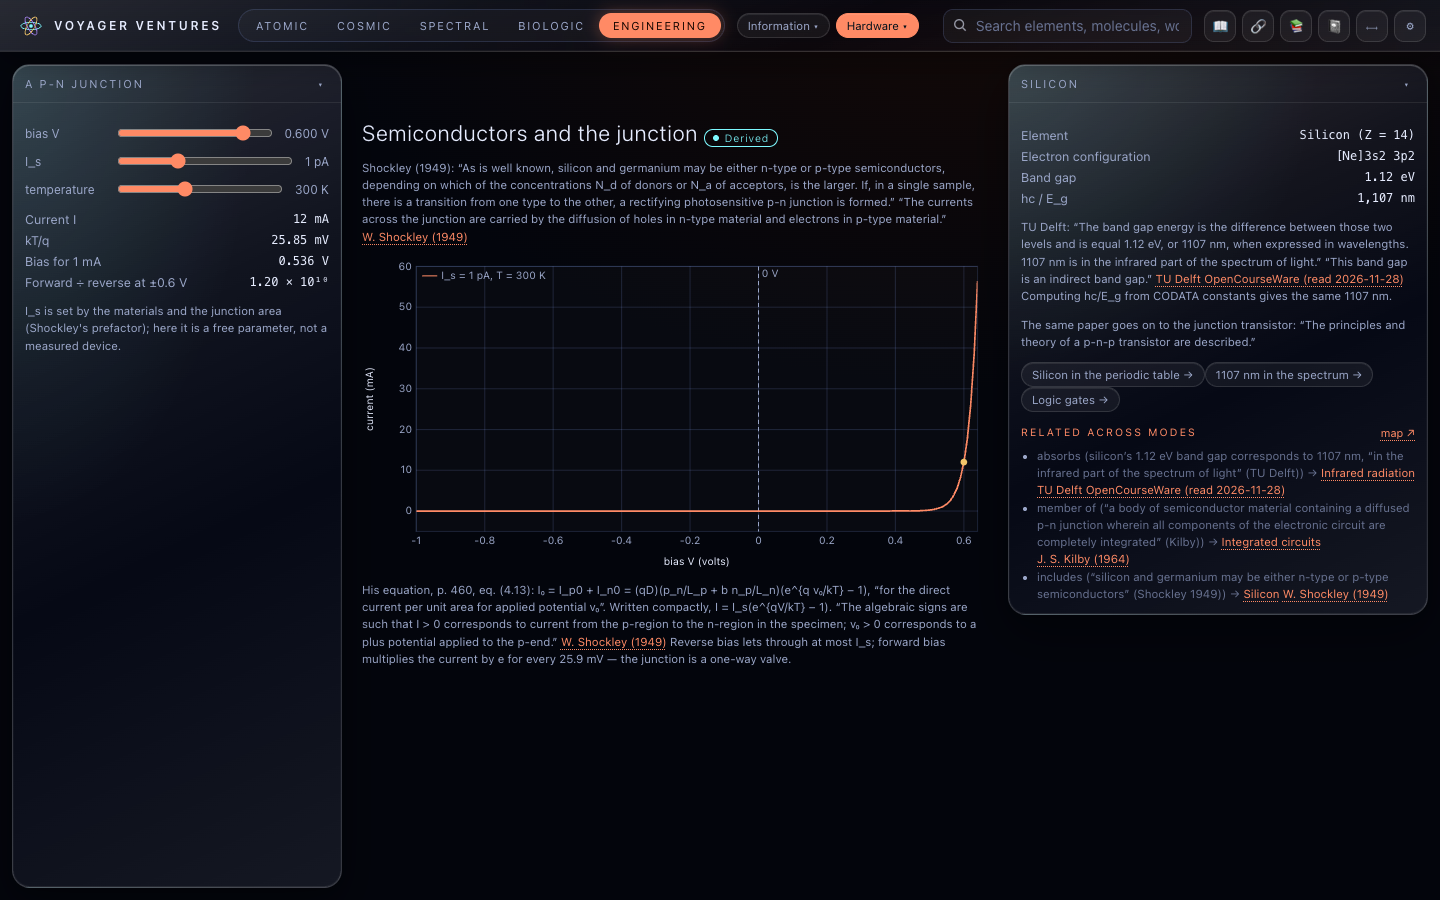 VOYAGER VENTURES
ATOMIC COSMIC SPECTRAL BIOLOGIC ENGINEERING
Information ▾ Hardware ▾
Search elements, molecules, wo
A P-N JUNCTION ▾
bias V 0.600 V
I_s 1 pA
temperature 300 K
Current I 12 mA
kT/q 25.85 mV
Bias for 1 mA 0.536 V
Forward ÷ reverse at ±0.6 V 1.20 × 10¹⁰
I_s is set by the materials and the junction area
(Shockley's prefactor); here it is a free parameter, not a
measured device.
Semiconductors and the junction
Derived
Shockley (1949): “As is well known, silicon and germanium may be either n-type or p-type semiconductors,
depending on which of the concentrations N_d of donors or N_a of acceptors, is the larger. If, in a single sample,
there is a transition from one type to the other, a rectifying photosensitive p-n junction is formed.” “The currents
across the junction are carried by the diffusion of holes in n-type material and electrons in p-type material.”
W. Shockley (1949)
I_s = 1 pA, T = 300 K
0 V
60
50
40
30
20
10
0
current (mA)
-1 -0.8 -0.6 -0.4 -0.2 0 0.2 0.4 0.6
bias V (volts)
His equation, p. 460, eq. (4.13): I₀ = I_p0 + I_n0 = (qD)(p_n/L_p + b n_p/L_n)(e^{q v₀/kT} − 1), “for the direct
current per unit area for applied potential v₀”. Written compactly, I = I_s(e^{qV/kT} − 1). “The algebraic signs are
such that I > 0 corresponds to current from the p-region to the n-region in the specimen; v₀ > 0 corresponds to a
plus potential applied to the p-end.” W. Shockley (1949) Reverse bias lets through at most I_s; forward bias
multiplies the current by e for every 25.9 mV — the junction is a one-way valve.
SILICON ▾
Element Silicon (Z = 14)
Electron configuration [Ne]3s2 3p2
Band gap 1.12 eV
hc / E_g 1,107 nm
TU Delft: “The band gap energy is the difference between those two
levels and is equal 1.12 eV, or 1107 nm, when expressed in wavelengths.
1107 nm is in the infrared part of the spectrum of light.” “This band gap
is an indirect band gap.” TU Delft OpenCourseWare (read 2026-11-28)
Computing hc/E_g from CODATA constants gives the same 1107 nm.
The same paper goes on to the junction transistor: “The principles and
theory of a p-n-p transistor are described.”
Silicon in the periodic table → 1107 nm in the spectrum →
Logic gates →
RELATED ACROSS MODES map ↗
• absorbs (silicon’s 1.12 eV band gap corresponds to 1107 nm, “in the
infrared part of the spectrum of light” (TU Delft)) → Infrared radiation
TU Delft OpenCourseWare (read 2026-11-28)
• member of (“a body of semiconductor material containing a diffused
p-n junction wherein all components of the electronic circuit are
completely integrated” (Kilby)) → Integrated circuits
J. S. Kilby (1964)
• includes (“silicon and germanium may be either n-type or p-type
semiconductors” (Shockley 1949)) → Silicon W. Shockley (1949)